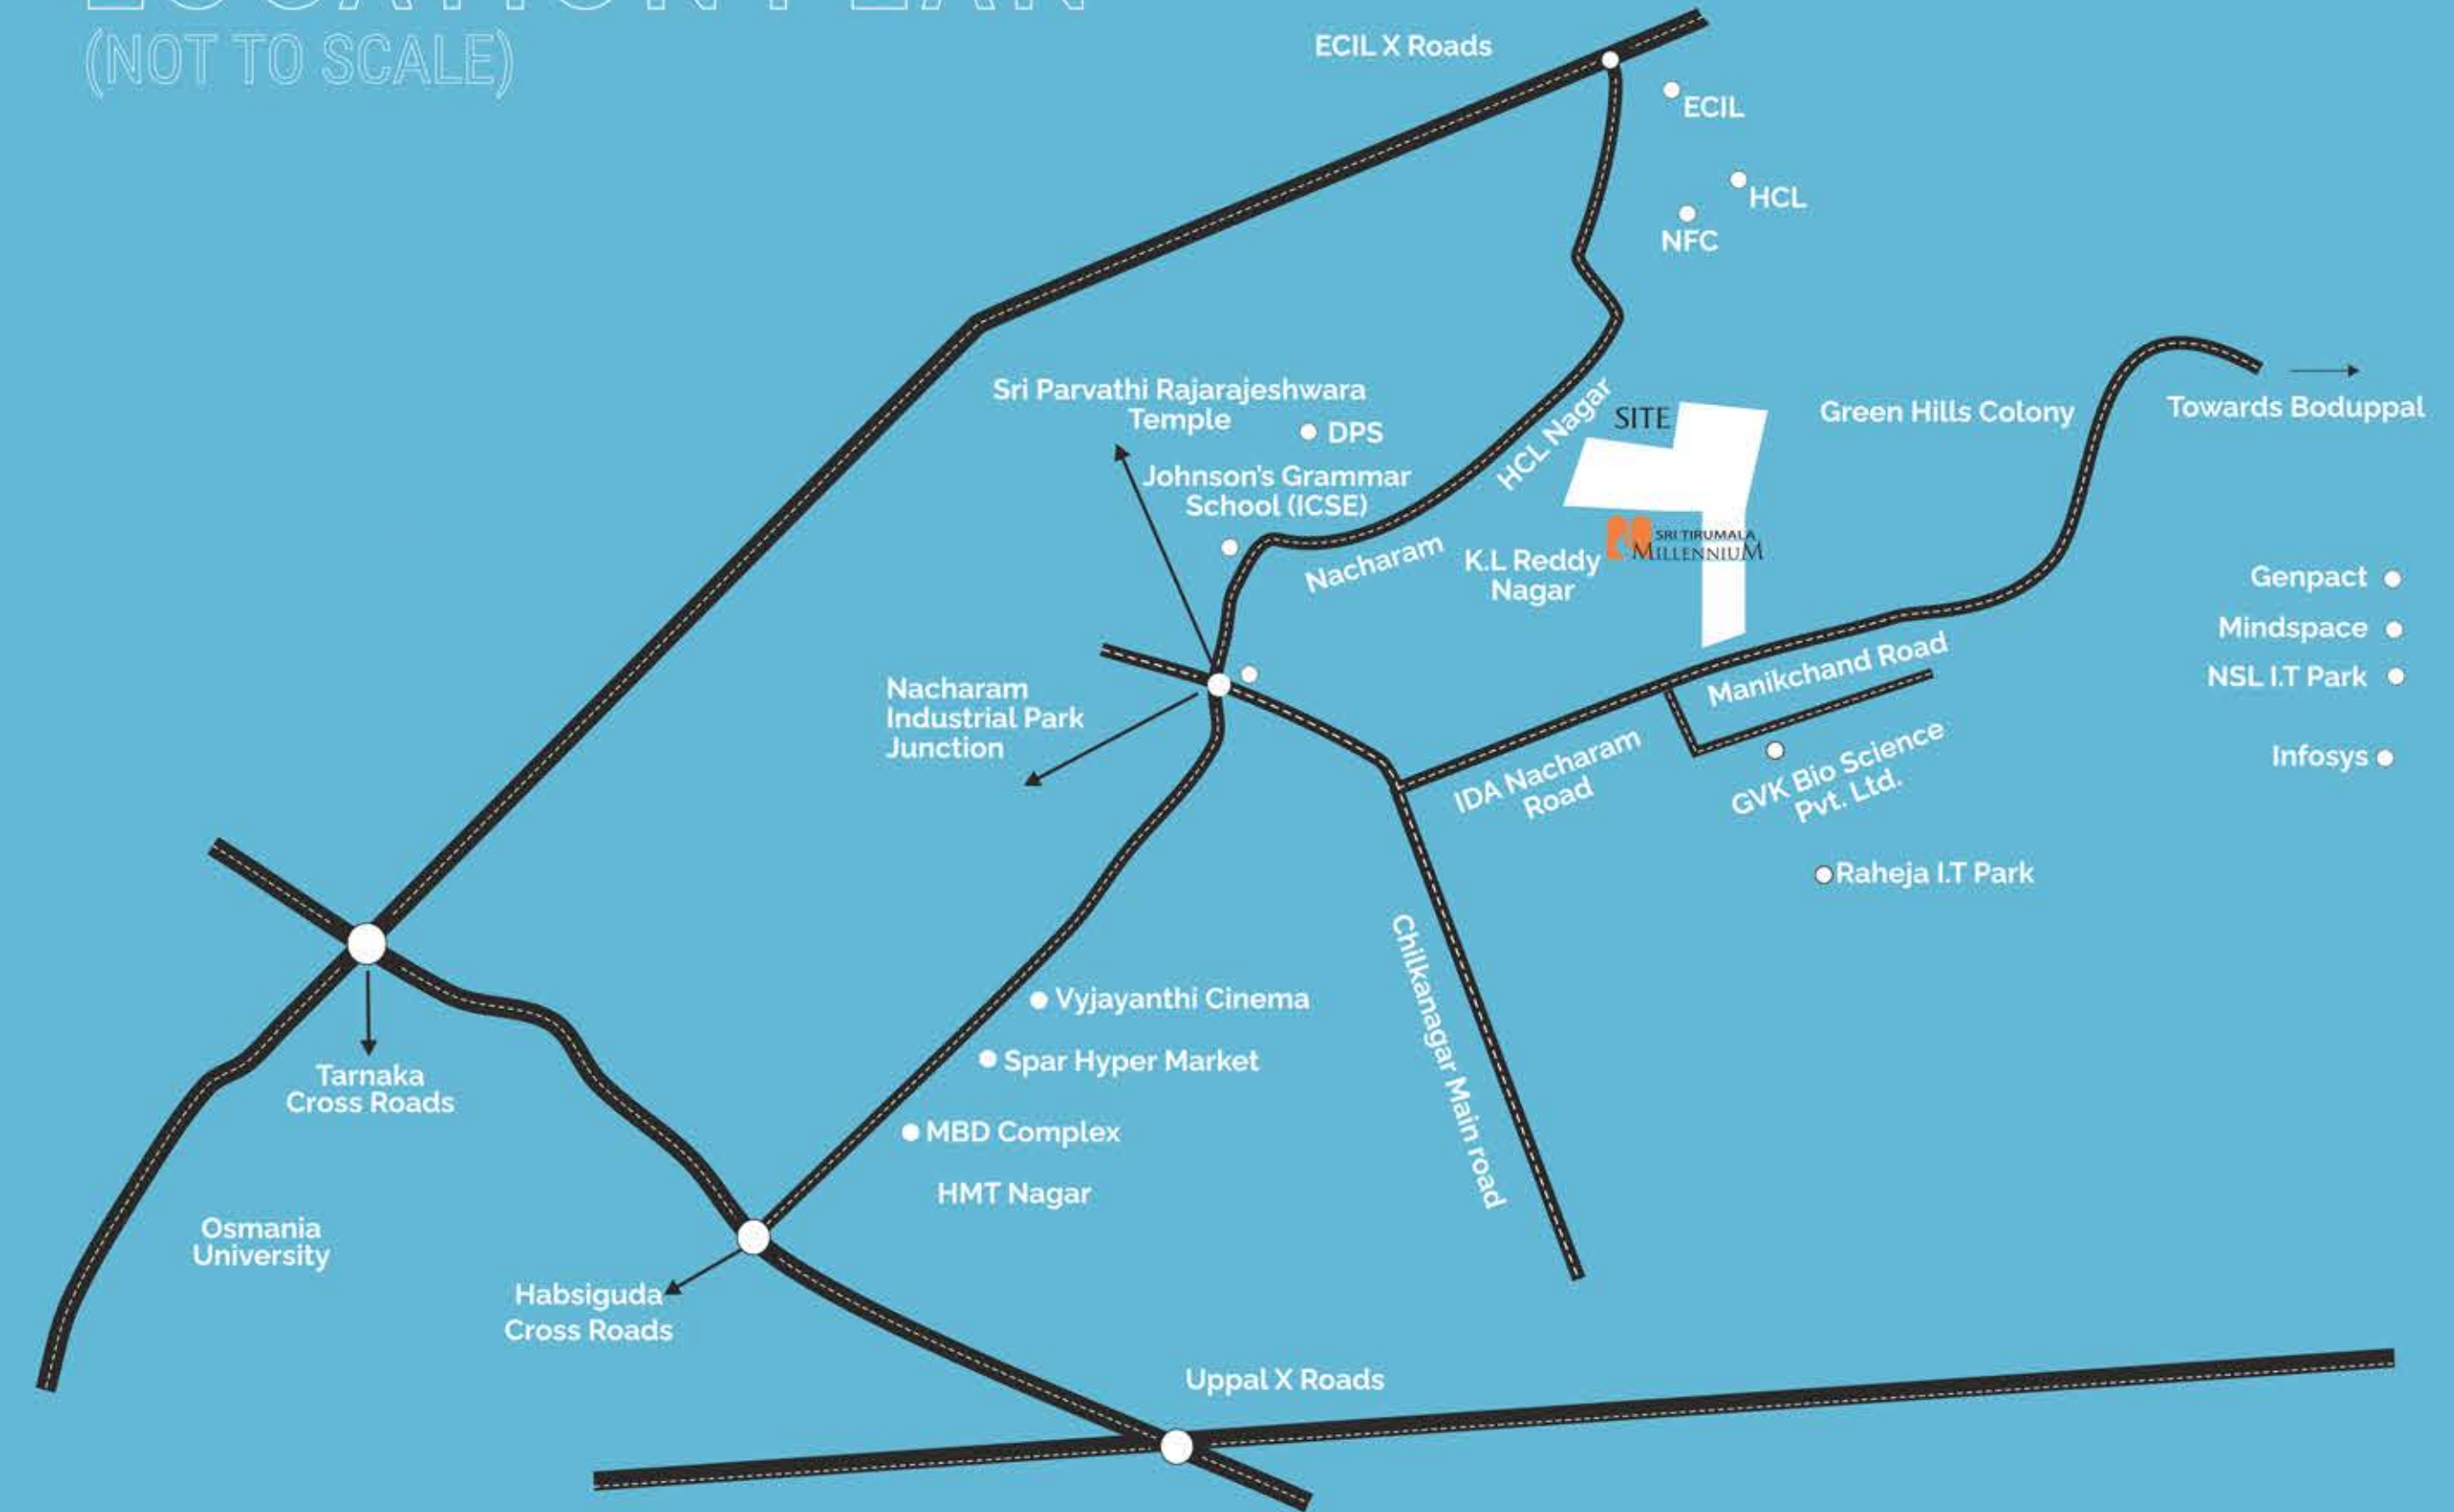 LOCATION PLAN
(NOT TO SCALE)
ECIL X Roads
ECIL
HCL
NFC
Sri Parvathi Rajarajeshwara
Temple
DPS
Johnson's Grammar
School (ICSE)
HCL Nagar
SITE
Green Hills Colony
Towards Boduppal
SRI TIRUMALA
MILLENNIUM
Nacharam
K.L Reddy
Nagar
Genpact
Mindspace
NSL I.T Park
Infosys
Nacharam
Industrial Park
Junction
Manikchand Road
IDA Nacharam
Road
GVK Bio Science
Pvt. Ltd.
Raheja I.T Park
Chilkanagar Main road
Vyjayanthi Cinema
Spar Hyper Market
MBD Complex
HMT Nagar
Tarnaka
Cross Roads
Osmania
University
Habsiguda
Cross Roads
Uppal X Roads